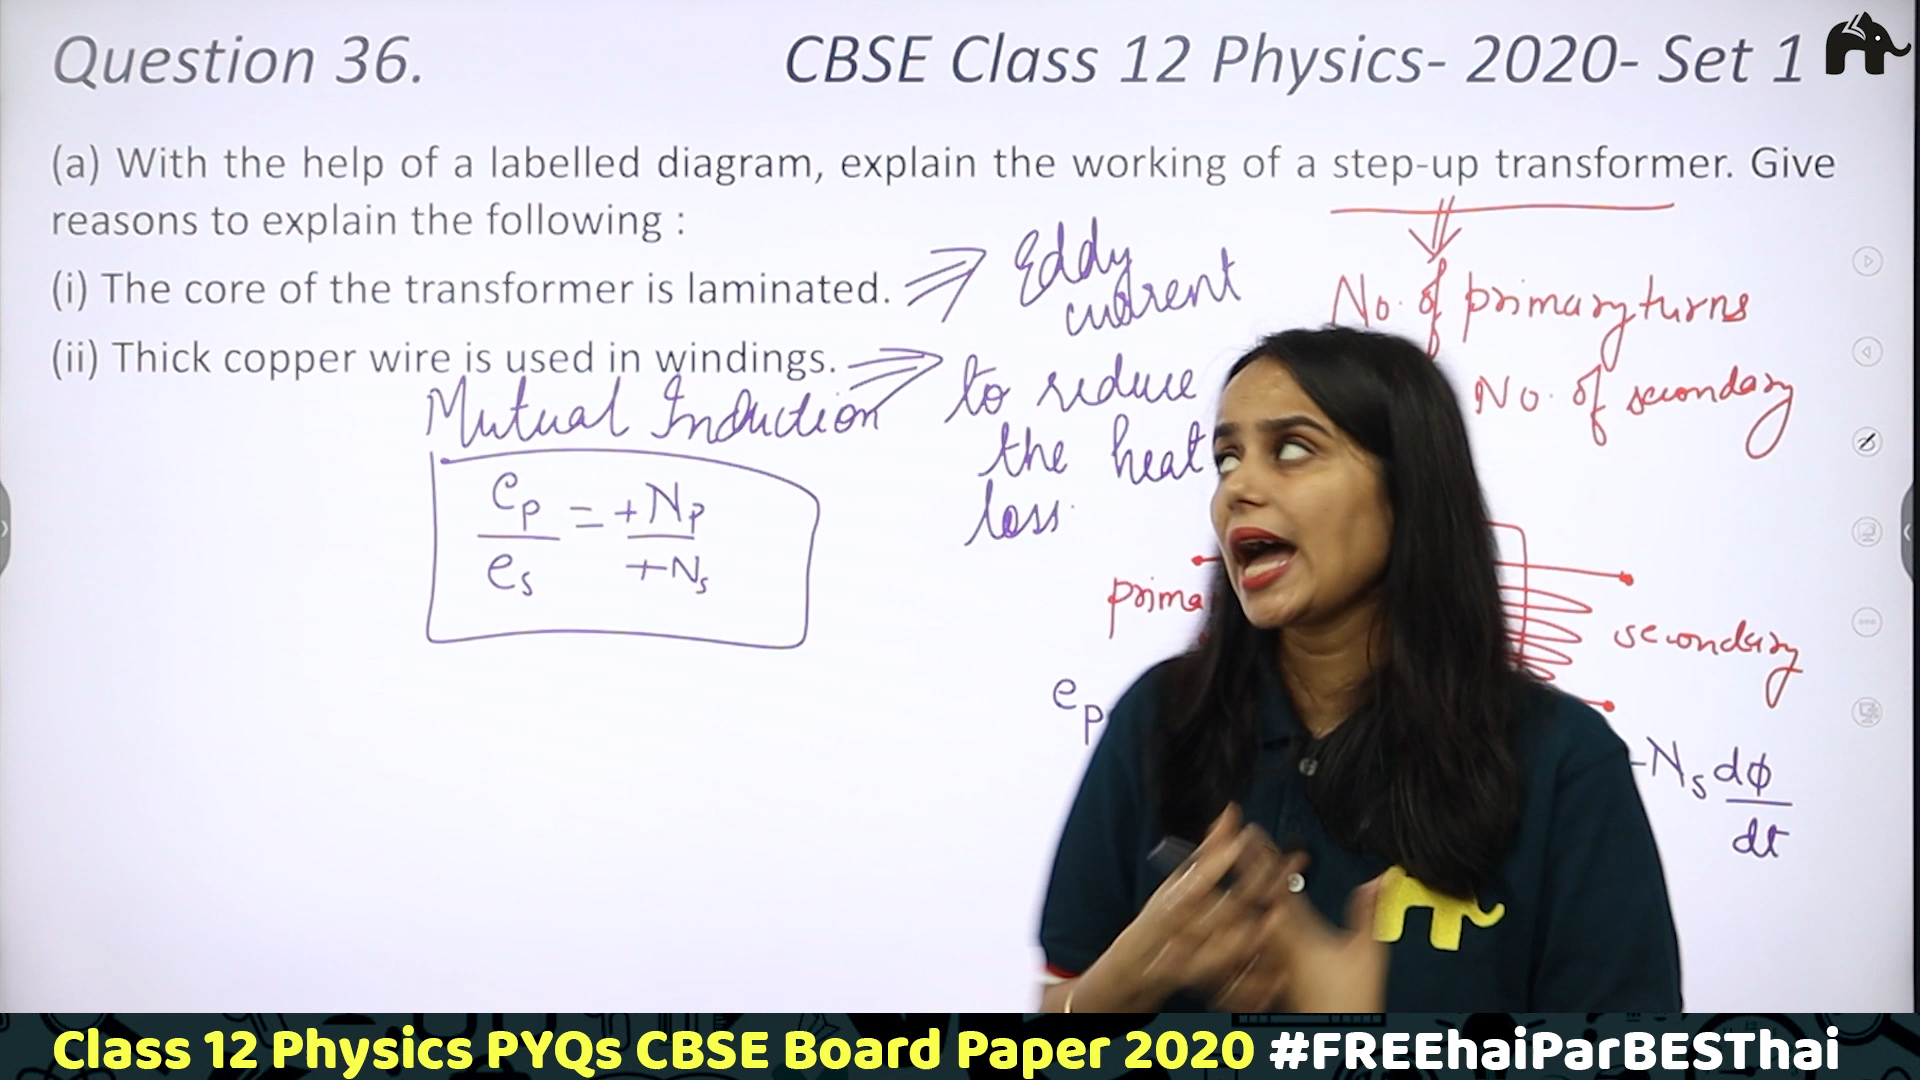 Question 36.
CBSE Class 12 Physics- 2020- Set 1
(a) With the help of a labelled diagram, explain the working of a step-up transformer. Give
reasons to explain the following :
(i) The core of the transformer is laminated.
(ii) Thick copper wire is used in windings.
Eddy
current
to reduce
the heat
loss
No. of primary turns
No. of secondary
Mutual Induction
ep/es = +Np/+Ns
prima
secondary
ep
-Ns dϕ/dt
Class 12 Physics PYQs CBSE Board Paper 2020 #FREEhaiParBESThai